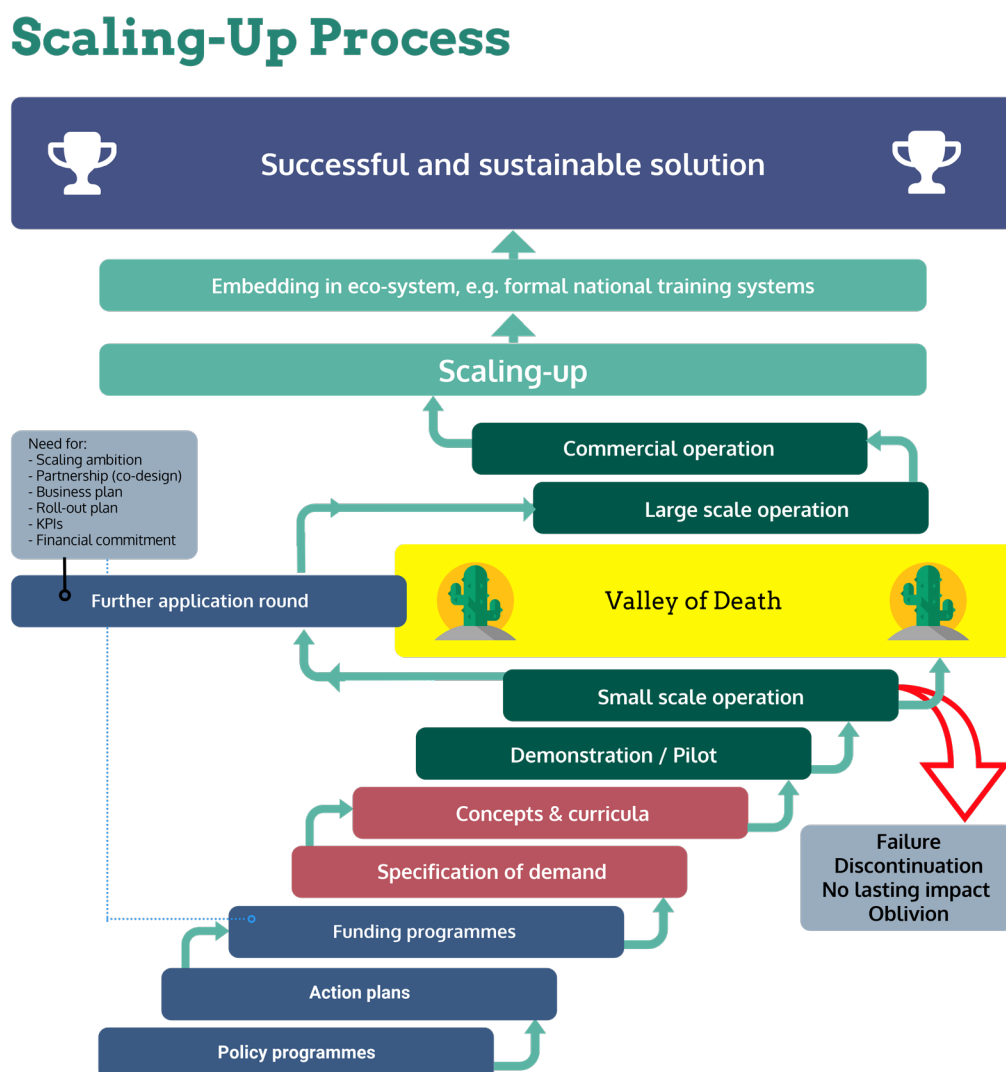 Scaling-Up Process
Successful and sustainable solution
Embedding in eco-system, e.g. formal national training systems
Scaling-up
Commercial operation
Need for:
- Scaling ambition
- Partnership (co-design)
- Business plan
- Roll-out plan
- KPIs
- Financial commitment
Large scale operation
Further application round
Valley of Death
Small scale operation
Demonstration / Pilot
Concepts & curricula
Failure
Discontinuation
No lasting impact
Oblivion
Specification of demand
Funding programmes
Action plans
Policy programmes